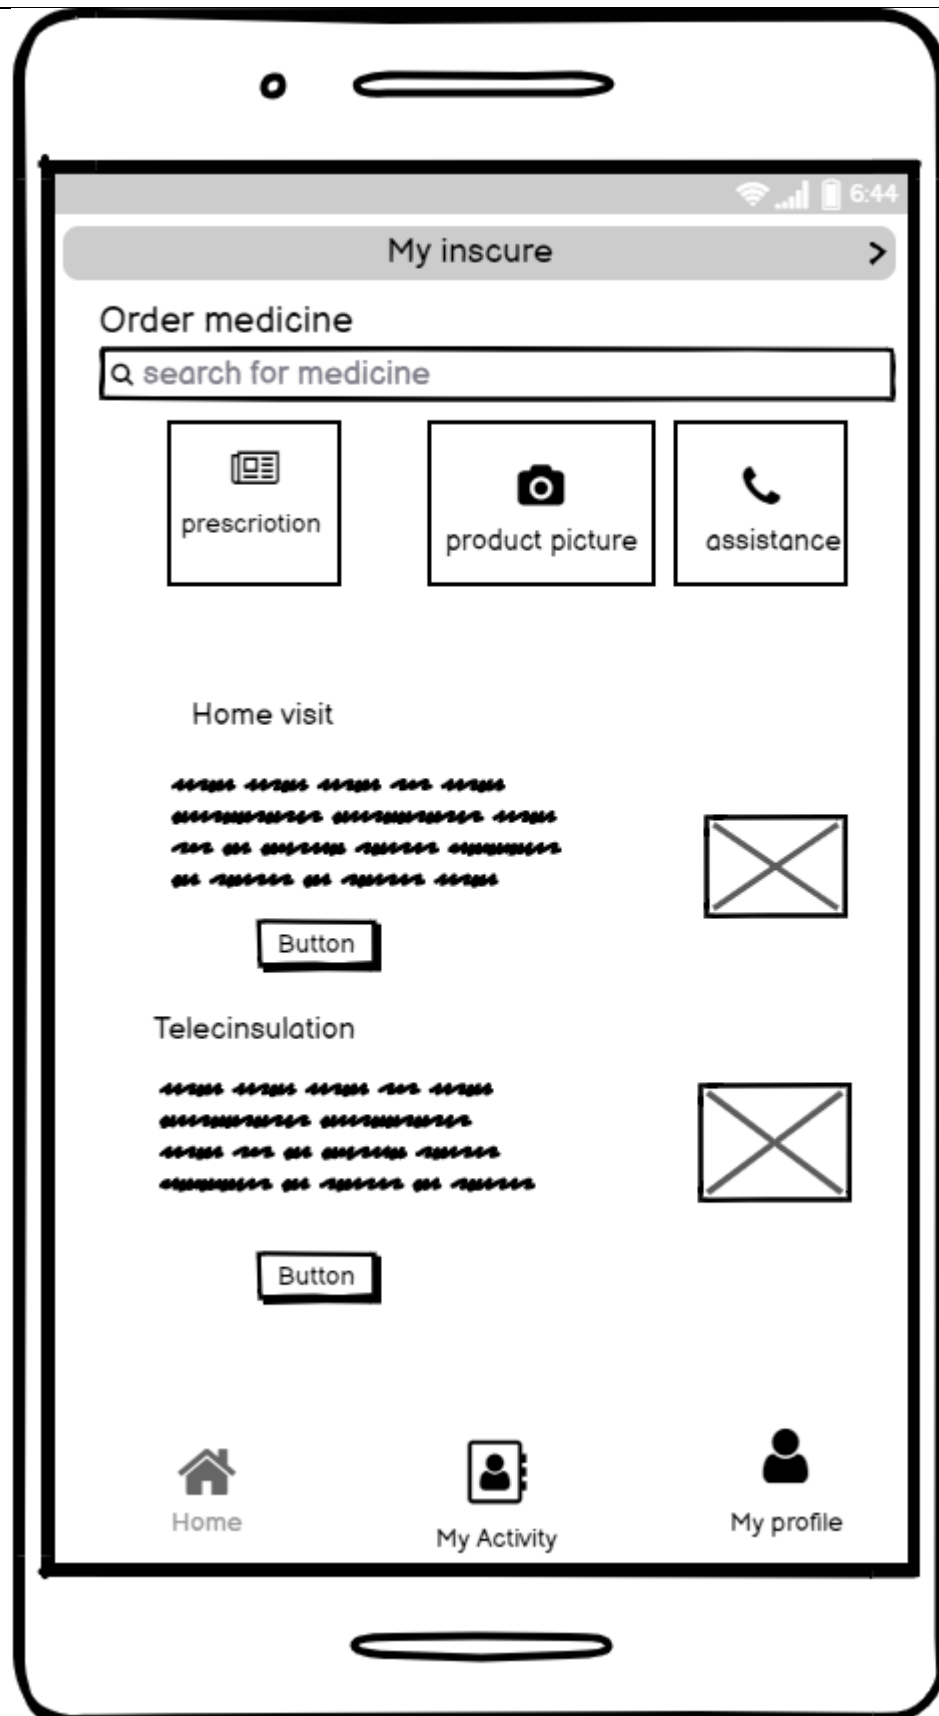 6:44
My inscure
Order medicine
search for medicine
prescriotion
product picture
assistance
Home visit
Button
Telecinsulation
Button
Home
My Activity
My profile